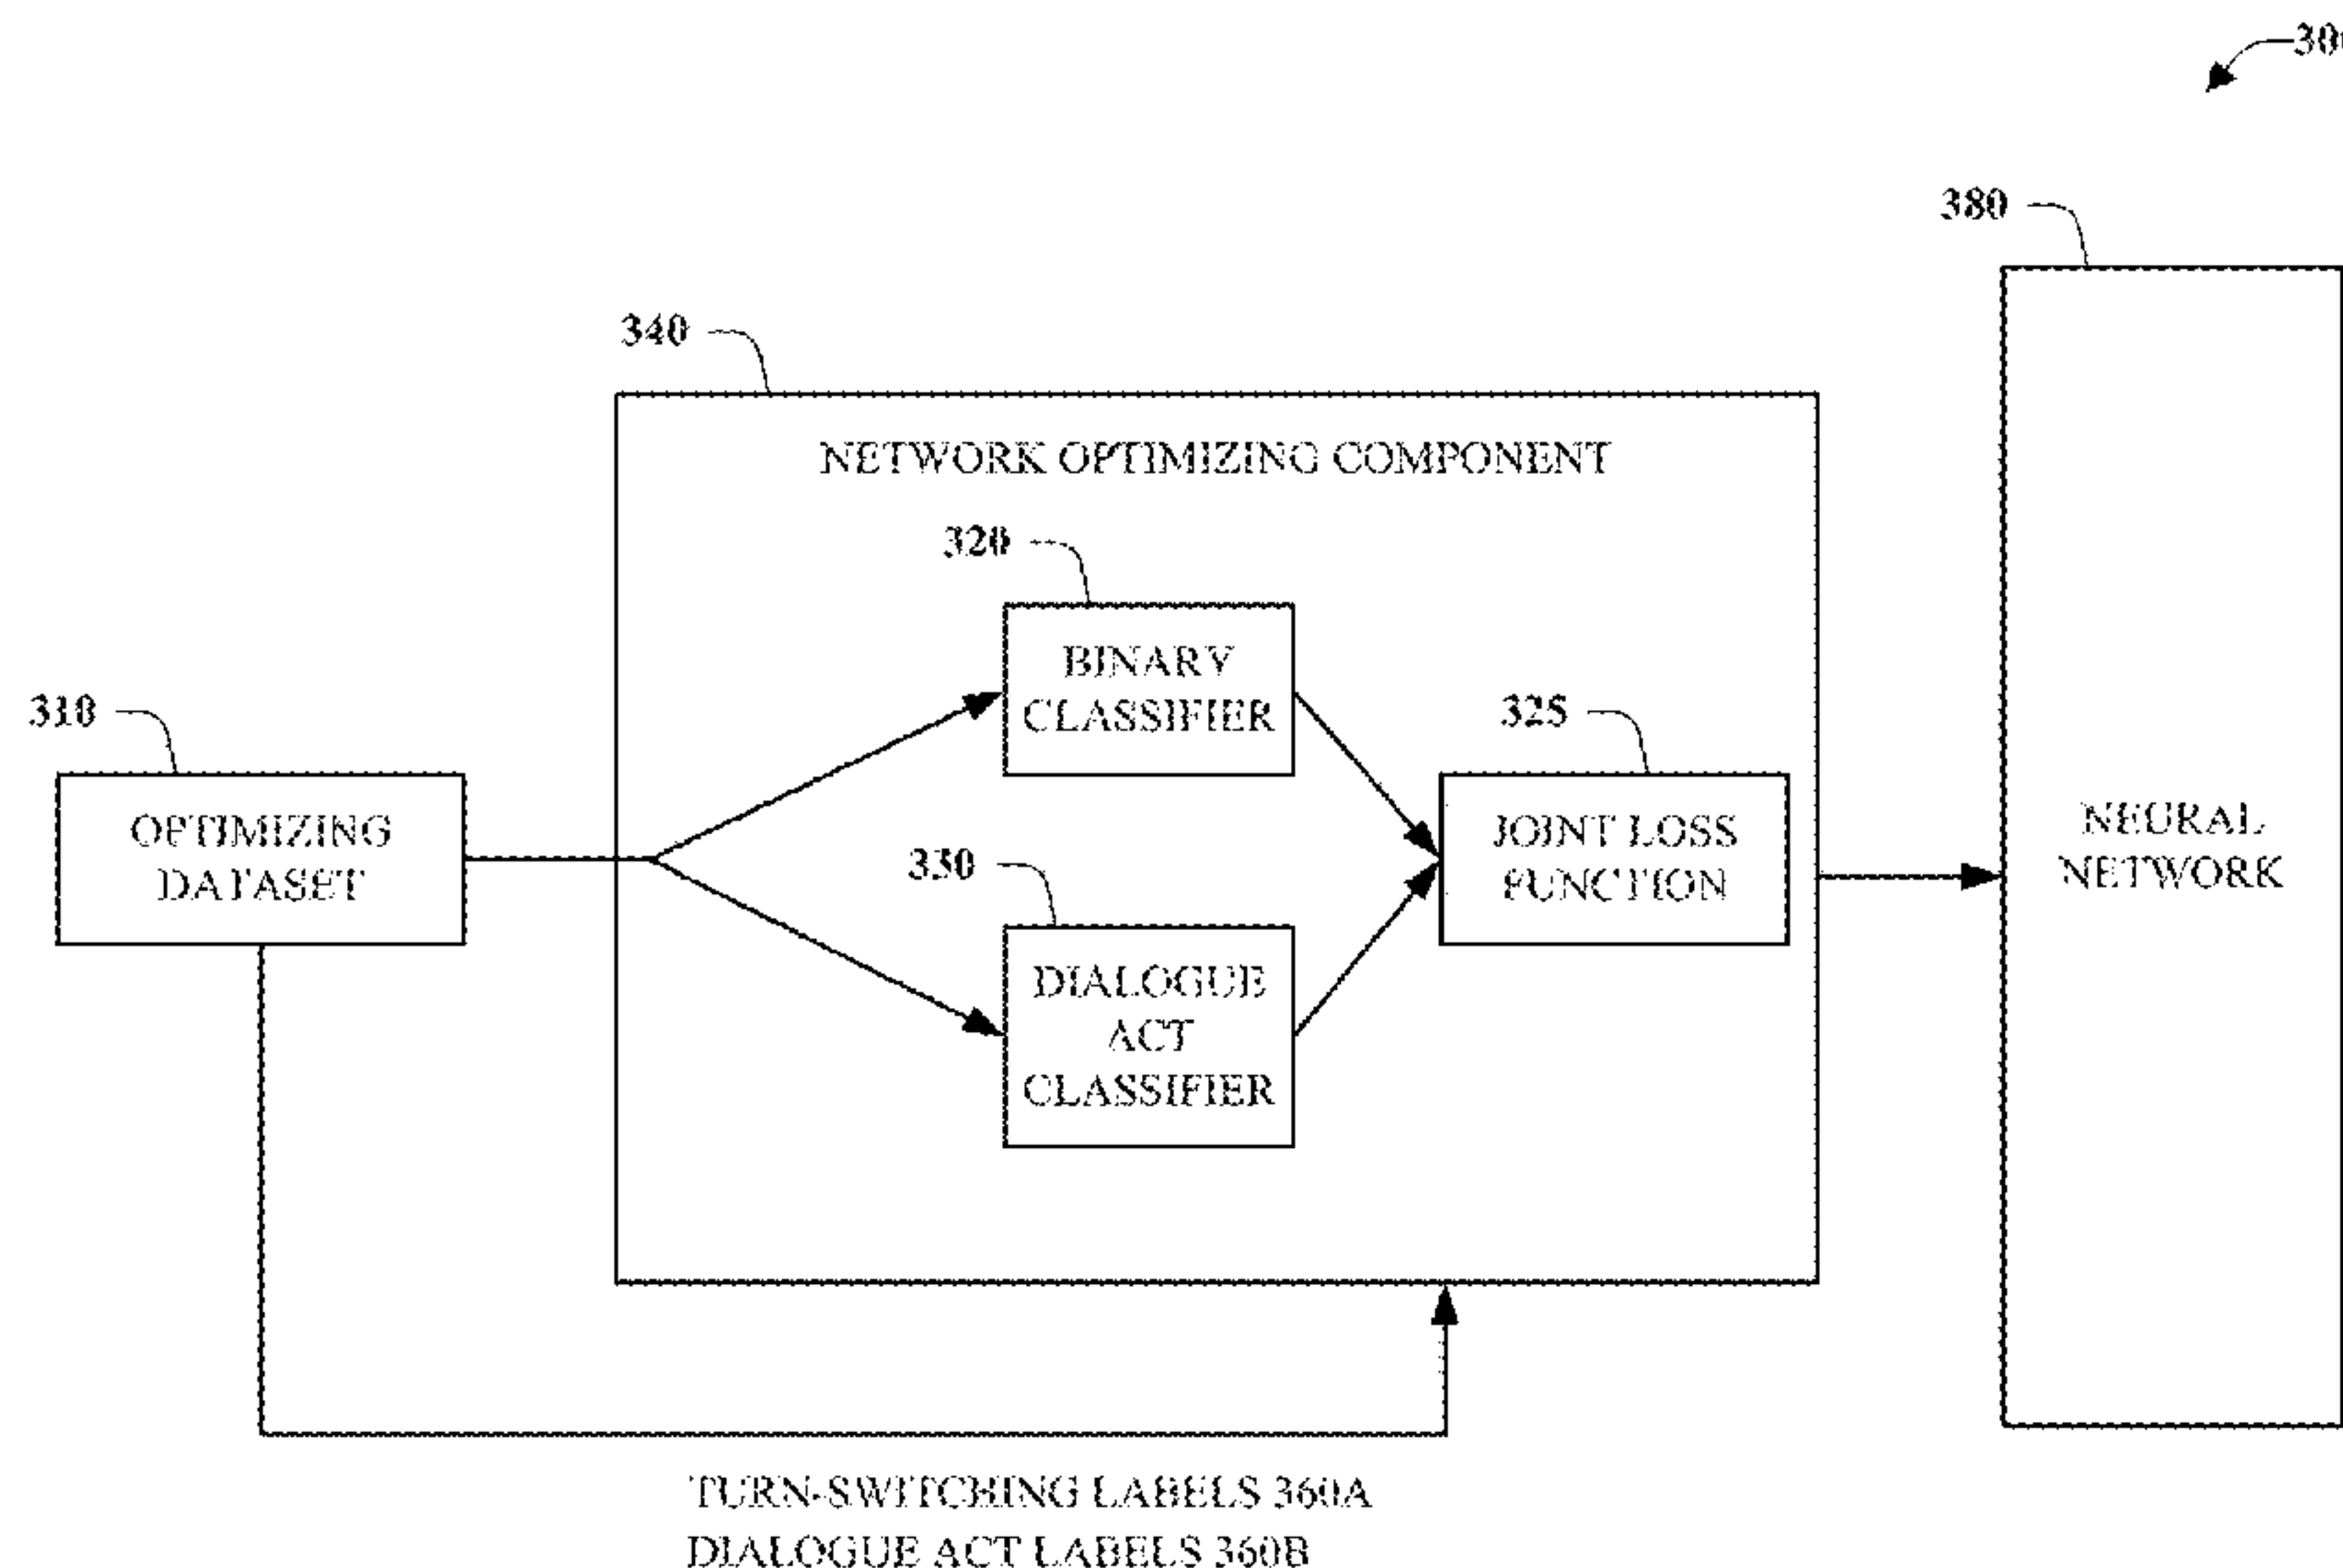 380
340
NETWORK OPTIMIZING COMPONENT
320
BINARY
CLASSIFIER
310
325
OPTIMIZING
DATASET
JOINT LOSS
FUNCTION
NEURAL
NETWORK
DIALOGUE
ACT
CLASSIFIER
TURN-SWITCHING LABELS 360A
DIALOGUE ACT LABELS 360B